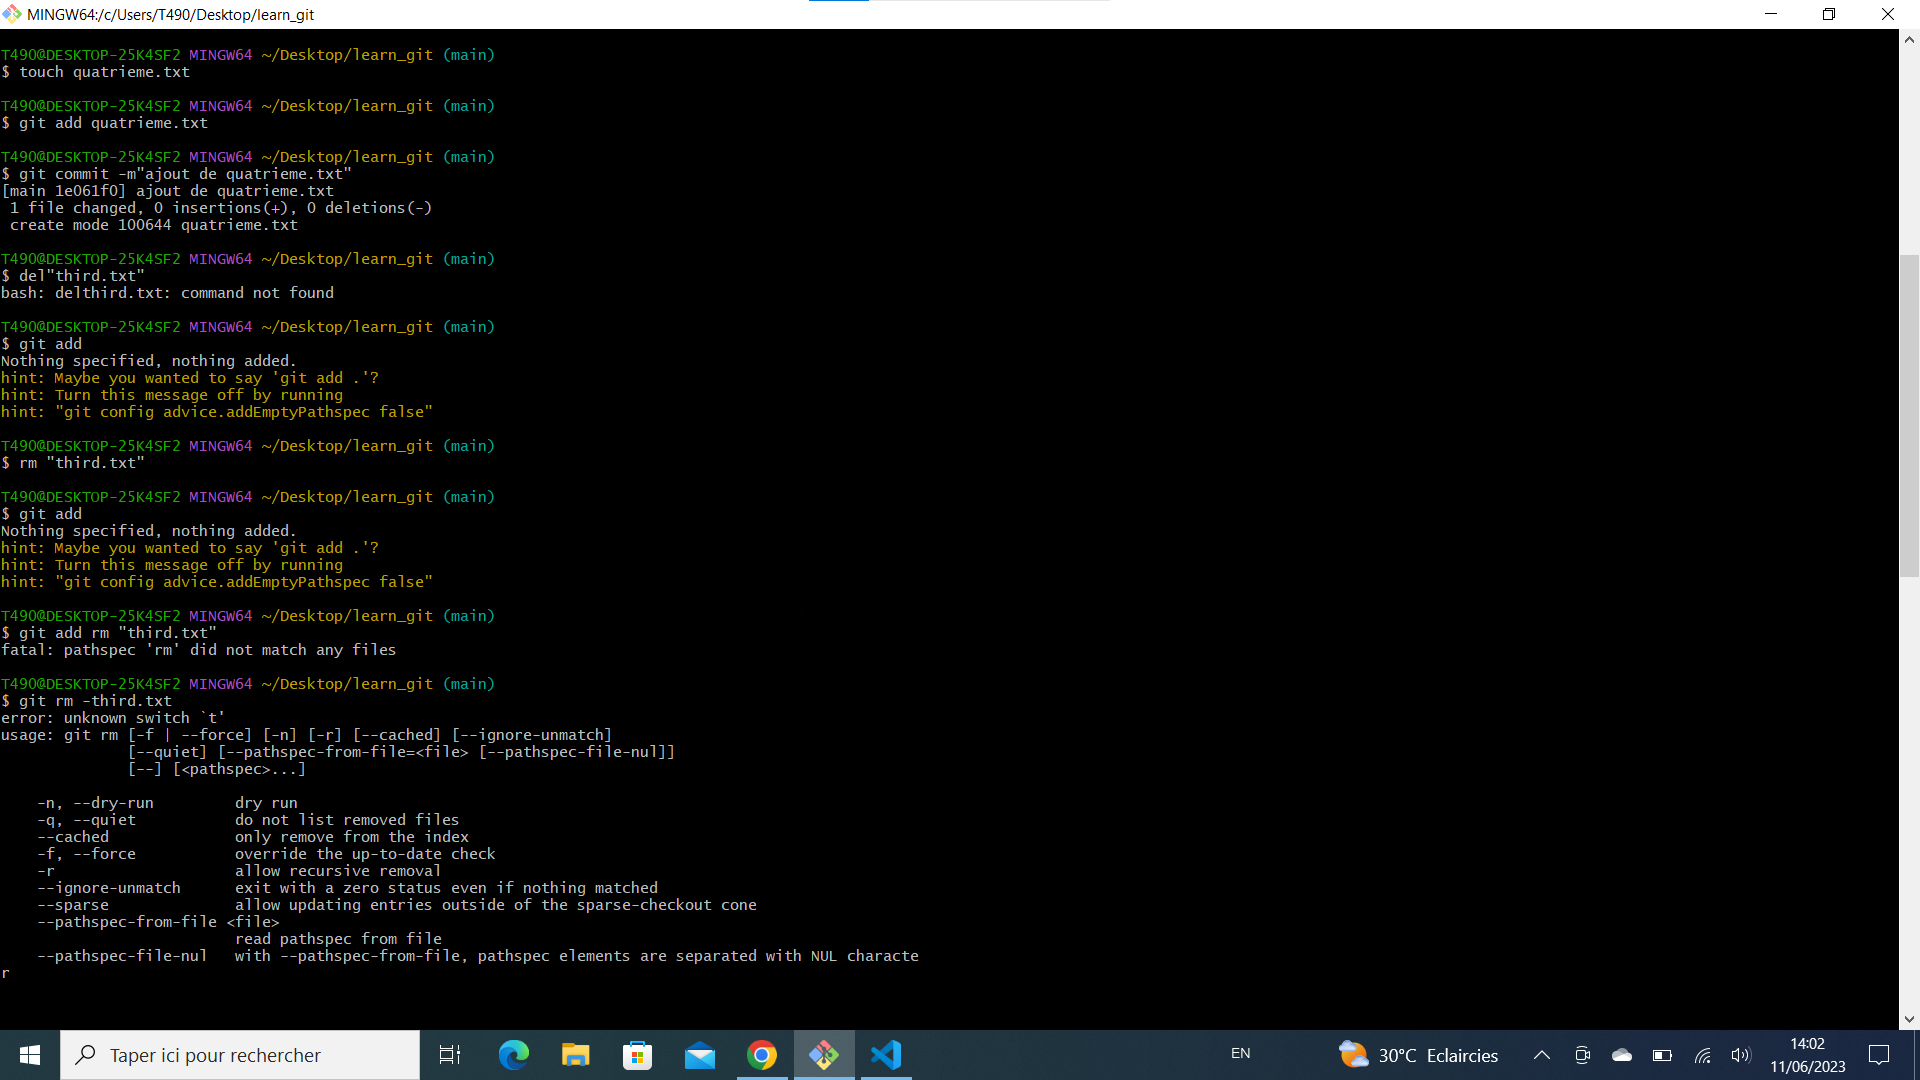 MINGW64:/c/Users/T490/Desktop/learn_git
T490@DESKTOP-25K4SF2 MINGW64 ~/Desktop/learn_git (main)
$ touch quatrieme.txt
T490@DESKTOP-25K4SF2 MINGW64 ~/Desktop/learn_git (main)
$ git add quatrieme.txt
T490@DESKTOP-25K4SF2 MINGW64 ~/Desktop/learn_git (main)
$ git commit -m"ajout de quatrieme.txt"
[main 1e061f0] ajout de quatrieme.txt
 1 file changed, 0 insertions(+), 0 deletions(-)
 create mode 100644 quatrieme.txt
T490@DESKTOP-25K4SF2 MINGW64 ~/Desktop/learn_git (main)
$ del"third.txt"
bash: delthird.txt: command not found
T490@DESKTOP-25K4SF2 MINGW64 ~/Desktop/learn_git (main)
$ git add
Nothing specified, nothing added.
hint: Maybe you wanted to say 'git add .'?
hint: Turn this message off by running
hint: "git config advice.addEmptyPathspec false"
T490@DESKTOP-25K4SF2 MINGW64 ~/Desktop/learn_git (main)
$ rm "third.txt"
T490@DESKTOP-25K4SF2 MINGW64 ~/Desktop/learn_git (main)
$ git add
Nothing specified, nothing added.
hint: Maybe you wanted to say 'git add .'?
hint: Turn this message off by running
hint: "git config advice.addEmptyPathspec false"
T490@DESKTOP-25K4SF2 MINGW64 ~/Desktop/learn_git (main)
$ git add rm "third.txt"
fatal: pathspec 'rm' did not match any files
T490@DESKTOP-25K4SF2 MINGW64 ~/Desktop/learn_git (main)
$ git rm -third.txt
error: unknown switch `t'
usage: git rm [-f | --force] [-n] [-r] [--cached] [--ignore-unmatch]
              [--quiet] [--pathspec-from-file=<file> [--pathspec-file-nul]]
              [--] [<pathspec>...]
    -n, --dry-run         dry run
    -q, --quiet           do not list removed files
    --cached              only remove from the index
    -f, --force           override the up-to-date check
    -r                    allow recursive removal
    --ignore-unmatch      exit with a zero status even if nothing matched
    --sparse              allow updating entries outside of the sparse-checkout cone
    --pathspec-from-file <file>
                          read pathspec from file
    --pathspec-file-nul   with --pathspec-from-file, pathspec elements are separated with NUL characte
r
Taper ici pour rechercher
EN
30°C Eclaircies
14:02
11/06/2023